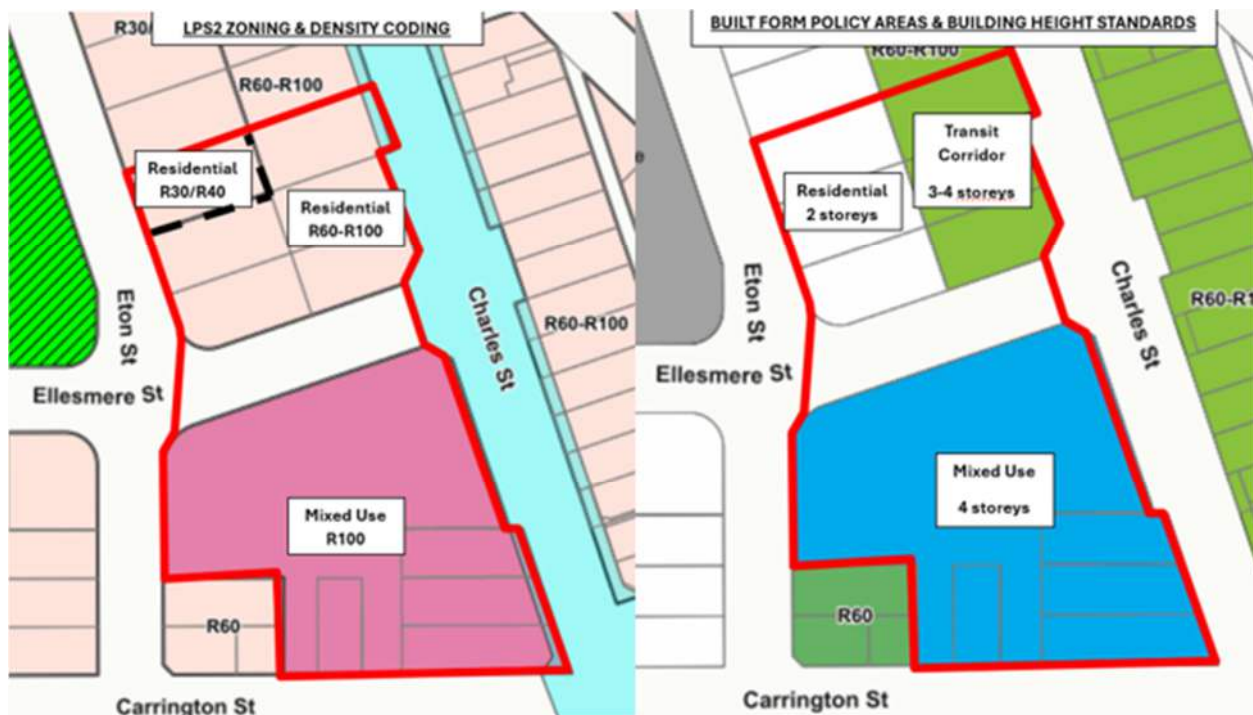 LPS2 ZONING & DENSITY CODING
R30/
R60-R100
Residential
R30/R40
Residential
R60-R100
Eton St
Charles St
R60-R100
Ellesmere St
Mixed Use
R100
R60
Carrington St
BUILT FORM POLICY AREAS & BUILDING HEIGHT STANDARDS
R60-R100
Transit
Corridor
3-4 storeys
Residential
2 storeys
Eton St
Charles St
R60-R1
Ellesmere St
Mixed Use
4 storeys
R60
Carrington St